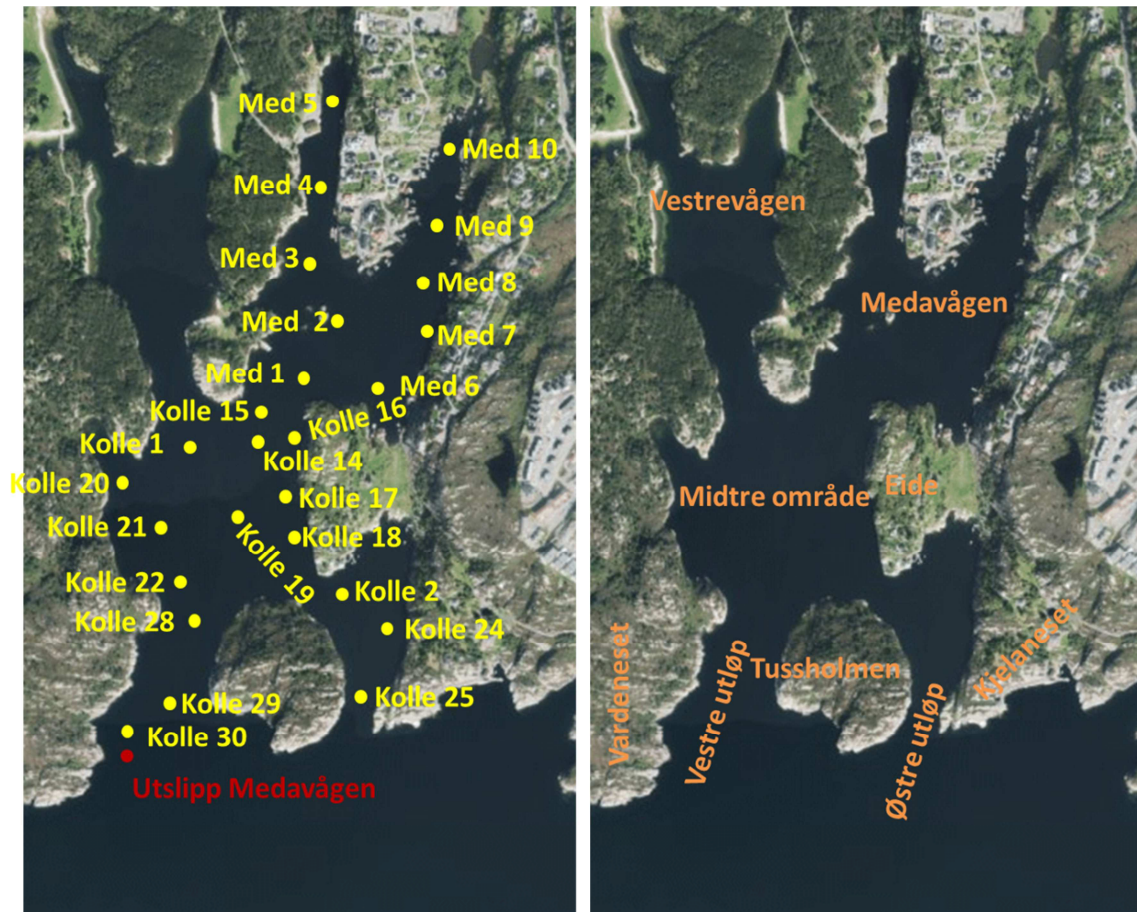 Med 5
Med 10
Med 4
Med 9
Med 3
Med 8
Med 2
Med 7
Med 1
Med 6
Kolle 15
Kolle 16
Kolle 1
Kolle 14
Kolle 20
Kolle 17
Kolle 21
Kolle 18
Kolle 19
Kolle 22
Kolle 2
Kolle 28
Kolle 24
Kolle 29
Kolle 25
Kolle 30
Utslipp Medavågen
Vestrevågen
Medavågen
Midtre område
Eide
Vardeneset
Vestre utløp
Tussholmen
Østre utløp
Kjelaneset